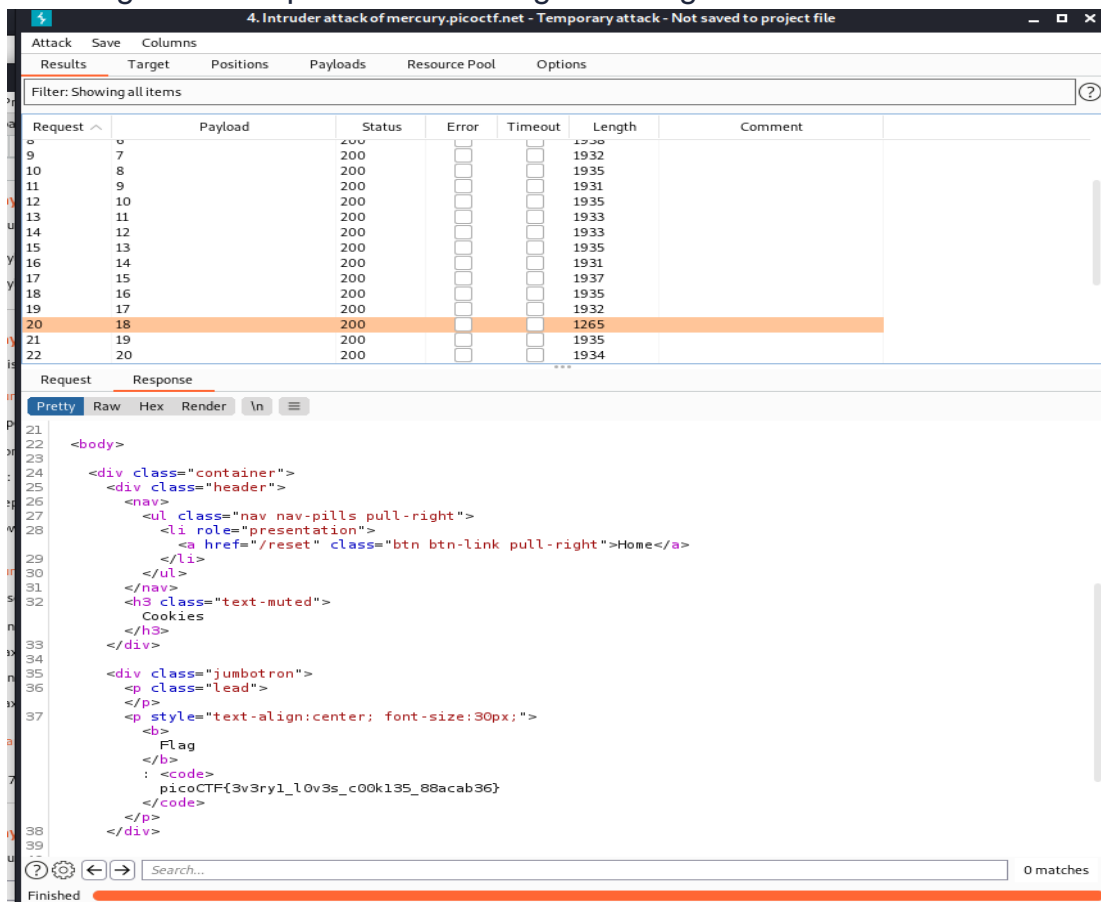 4. Intruder attack of mercury.picoctf.net - Temporary attack - Not saved to project file
Attack Save Columns
Results Target Positions Payloads Resource Pool Options
Filter: Showing all items
?
Request Payload Status Error Timeout Length Comment
8 6 200 1938
9 7 200 1932
10 8 200 1935
11 9 200 1931
12 10 200 1935
13 11 200 1933
14 12 200 1933
15 13 200 1935
16 14 200 1931
17 15 200 1937
18 16 200 1935
19 17 200 1932
20 18 200 1265
21 19 200 1935
22 20 200 1934
Request Response
Pretty Raw Hex Render \n
21
22 <body>
23
24 <div class="container">
25 <div class="header">
26 <nav>
27 <ul class="nav nav-pills pull-right">
28 <li role="presentation">
<a href="/reset" class="btn btn-link pull-right">Home</a>
29 </li>
30 </ul>
31 </nav>
32 <h3 class="text-muted">
Cookies
</h3>
33 </div>
34
35 <div class="jumbotron">
36 <p class="lead">
</p>
37 <p style="text-align:center; font-size:30px;">
<b>
Flag
</b>
: <code>
picoCTF{3v3ry1_l0v3s_c00k135_88acab36}
</code>
</p>
38 </div>
39
? Search... 0 matches
Finished